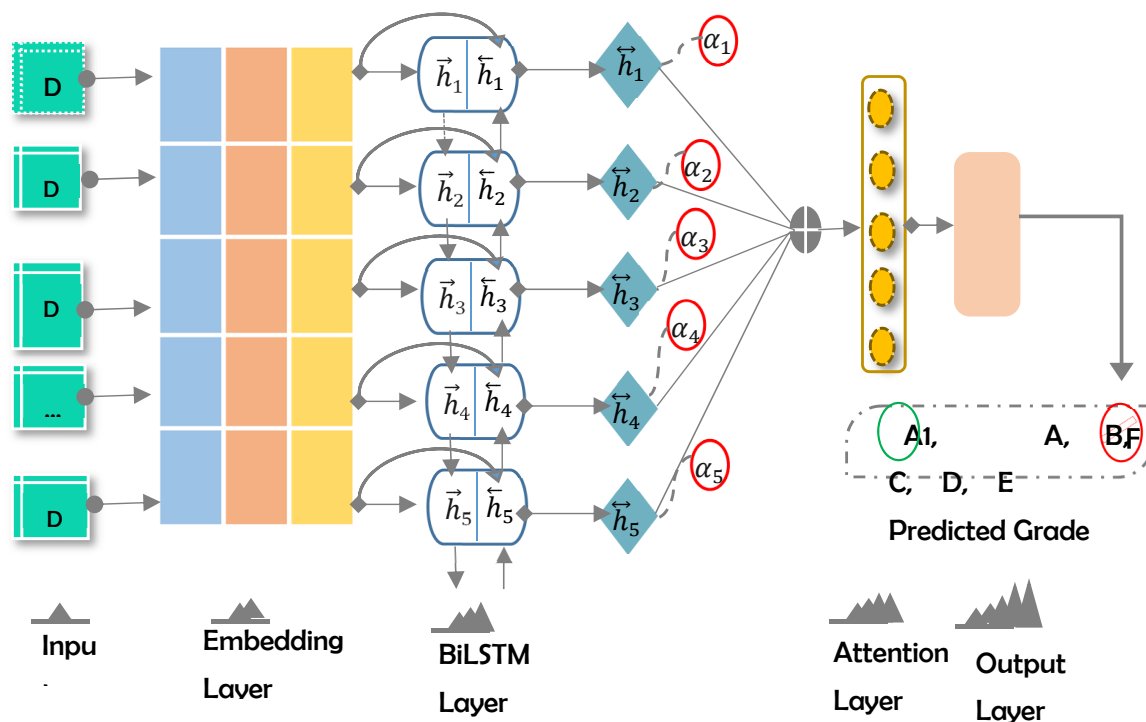 D
D
D
...
D
h⃗₁ h⃖₁
h⃗₂ h⃖₂
h⃗₃ h⃖₃
h⃗₄ h⃖₄
h⃗₅ h⃖₅
h⃡₁
h⃡₂
h⃡₃
h⃡₄
h⃡₅
α₁
α₂
α₃
α₄
α₅
A1, A, B,F
C, D, E
Predicted Grade
Inpu
Embedding
Layer
BiLSTM
Layer
Attention
Layer
Output
Layer